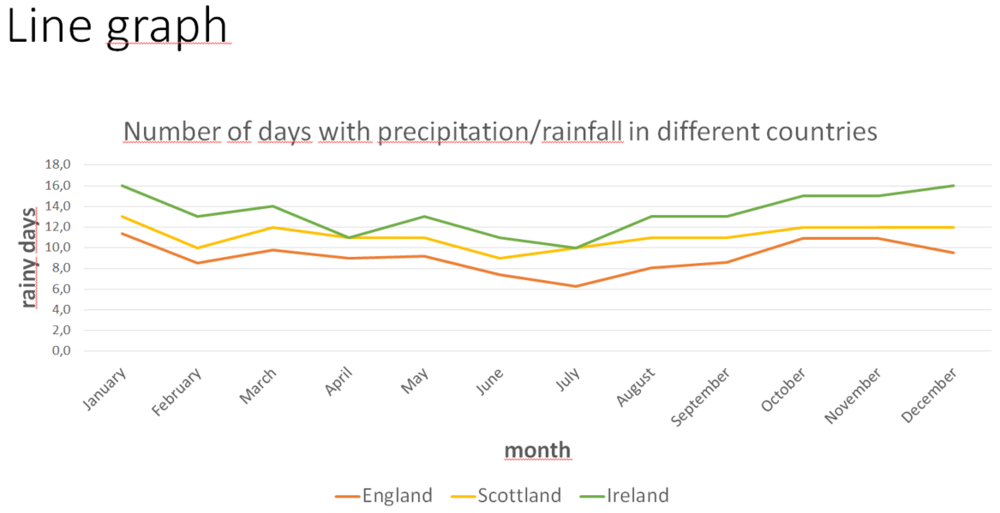 Line graph
Number of days with precipitation/rainfall in different countries
18,0
16,0
14,0
12,0
10,0
8,0
6,0
4,0
2,0
0,0
rainy days
January
February
March
April
May
June
July
August
September
October
November
December
month
England
Scottland
Ireland